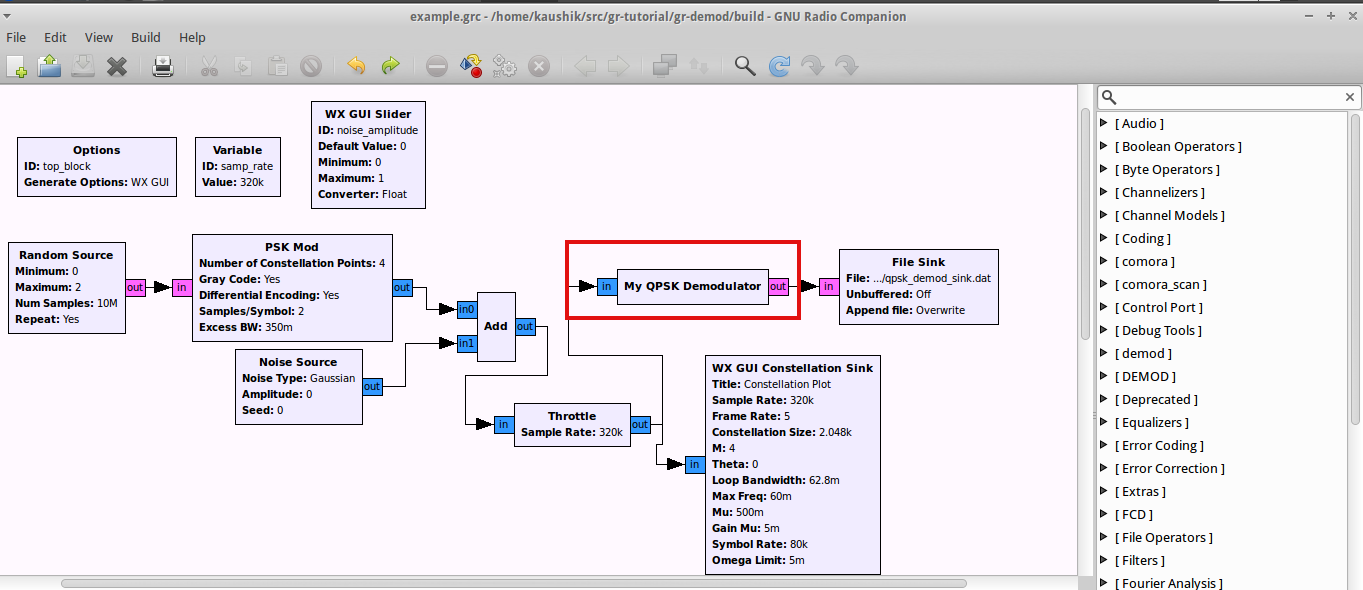 example.grc - /home/kaushik/src/gr-tutorial/gr-demod/build - GNU Radio Companion
File Edit View Build Help
WX GUI Slider
ID: noise_amplitude
Default Value: 0
Minimum: 0
Maximum: 1
Converter: Float
Options
ID: top_block
Generate Options: WX GUI
Variable
ID: samp_rate
Value: 320k
Random Source
Minimum: 0
Maximum: 2
Num Samples: 10M
Repeat: Yes
out
in
PSK Mod
Number of Constellation Points: 4
Gray Code: Yes
Differential Encoding: Yes
Samples/Symbol: 2
Excess BW: 350m
out
in0
in1
Add
out
Noise Source
Noise Type: Gaussian
Amplitude: 0
Seed: 0
out
in
Throttle
Sample Rate: 320k
out
in
My QPSK Demodulator
out
in
File Sink
File: .../qpsk_demod_sink.dat
Unbuffered: Off
Append file: Overwrite
in
WX GUI Constellation Sink
Title: Constellation Plot
Sample Rate: 320k
Frame Rate: 5
Constellation Size: 2.048k
M: 4
Theta: 0
Loop Bandwidth: 62.8m
Max Freq: 60m
Mu: 500m
Gain Mu: 5m
Symbol Rate: 80k
Omega Limit: 5m
[ Audio ]
[ Boolean Operators ]
[ Byte Operators ]
[ Channelizers ]
[ Channel Models ]
[ Coding ]
[ comora ]
[ comora_scan ]
[ Control Port ]
[ Debug Tools ]
[ demod ]
[ DEMOD ]
[ Deprecated ]
[ Equalizers ]
[ Error Coding ]
[ Error Correction ]
[ Extras ]
[ FCD ]
[ File Operators ]
[ Filters ]
[ Fourier Analysis ]